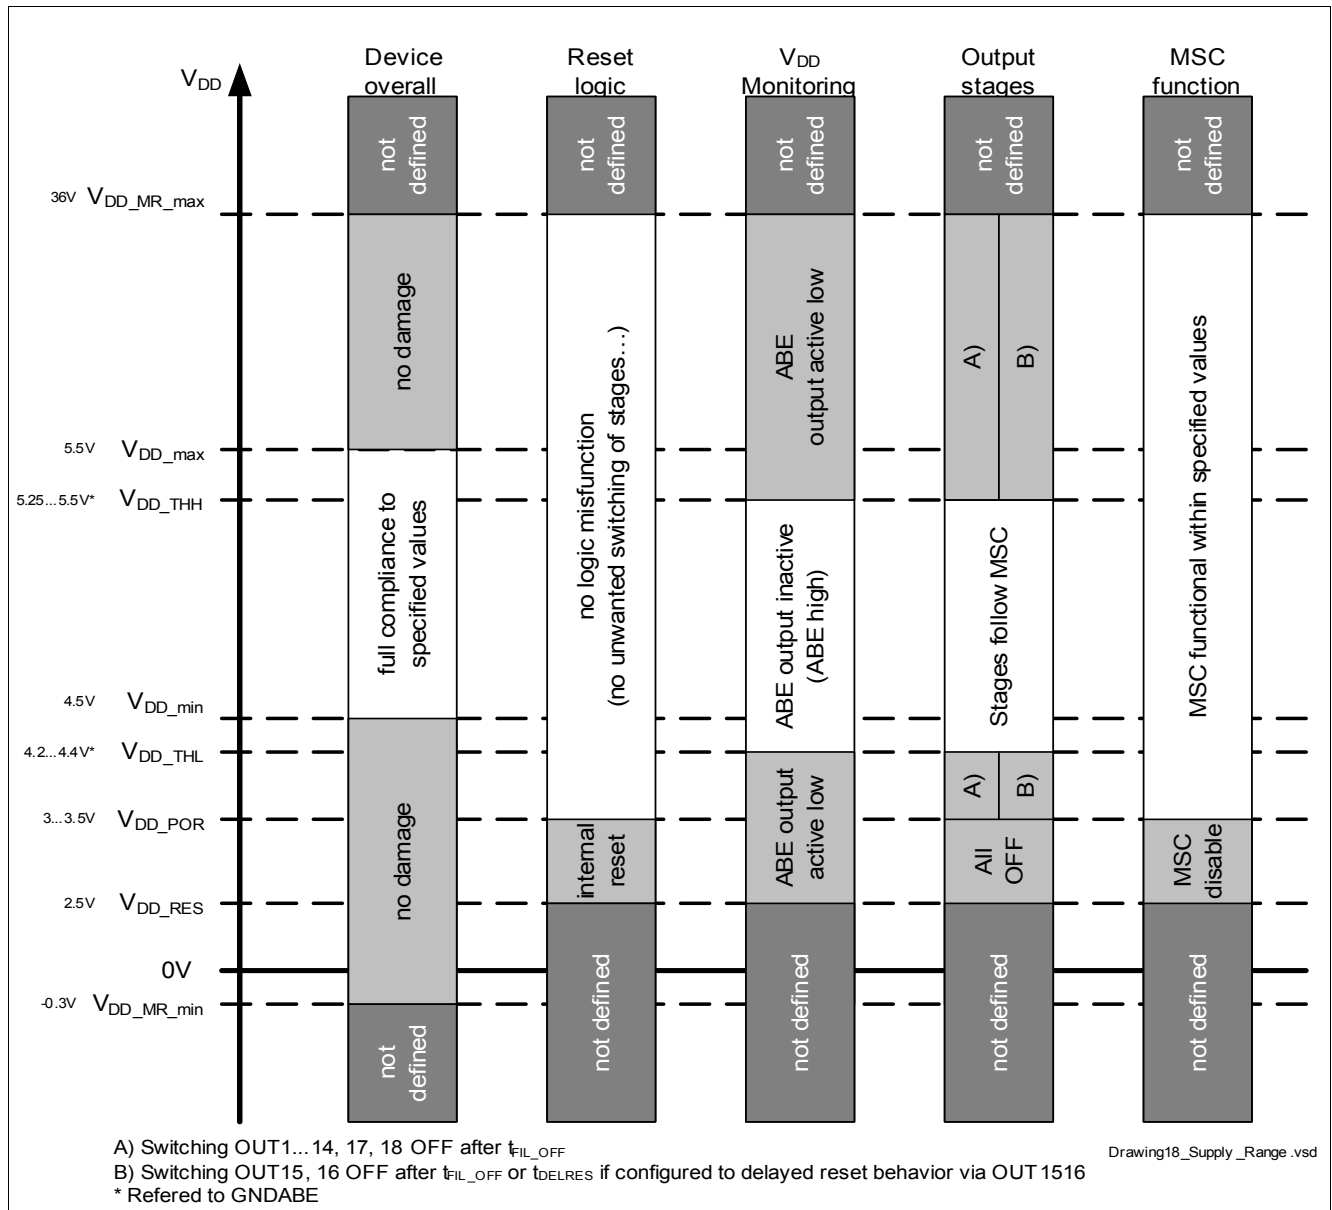 Device overall
Reset logic
VDD Monitoring
Output stages
MSC function
VDD
36V VDD_MR_max
5.5V VDD_max
5.25...5.5V* VDD_THH
4.5V VDD_min
4.2...4.4V* VDD_THL
3...3.5V VDD_POR
2.5V VDD_RES
0V
-0.3V VDD_MR_min
not defined
no damage
full compliance to specified values
no damage
not defined
not defined
no logic misfunction
(no unwanted switching of stages...)
internal reset
not defined
not defined
ABE output active low
ABE output inactive (ABE high)
ABE output active low
not defined
not defined
A)
B)
Stages follow MSC
A)
B)
All OFF
not defined
not defined
MSC functional within specified values
MSC disable
not defined
A) Switching OUT1...14, 17, 18 OFF after tFIL_OFF
B) Switching OUT15, 16 OFF after tFIL_OFF or tDELRES if configured to delayed reset behavior via OUT1516
* Refered to GNDABE
Drawing18_Supply_Range.vsd